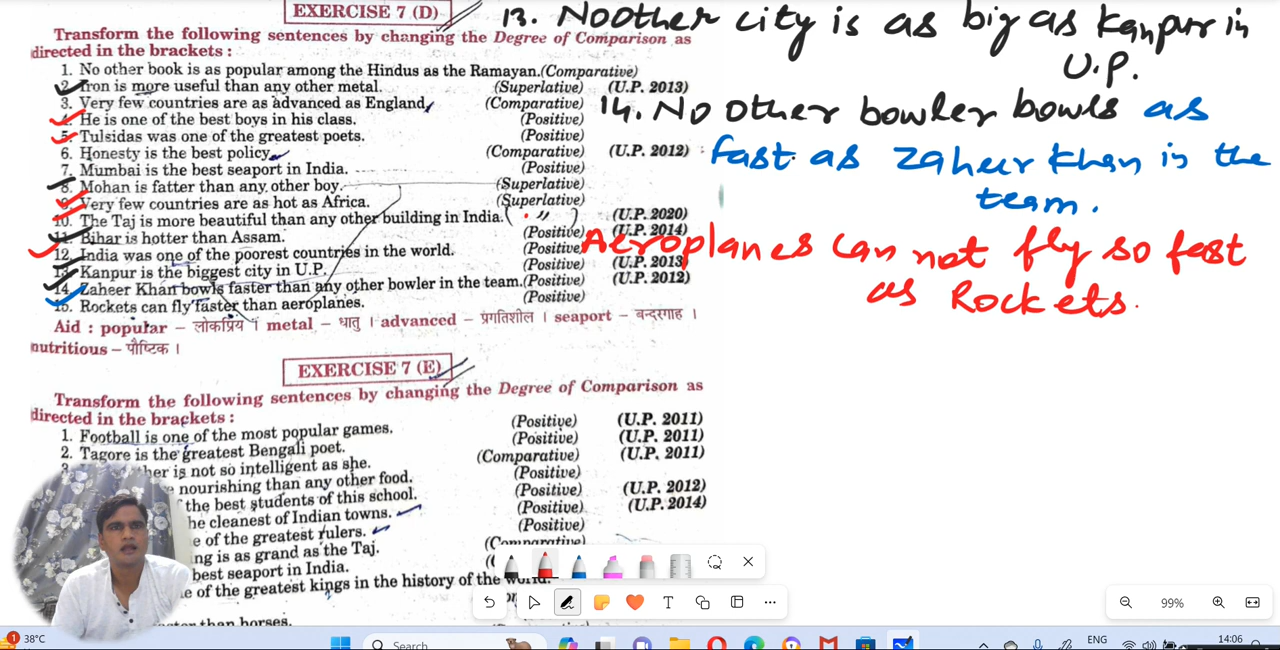 EXERCISE 7 (D)
Transform the following sentences by changing the Degree of Comparison as
directed in the brackets :
1. No other book is as popular among the Hindus as the Ramayan.(Comparative)
2. Iron is more useful than any other metal. (Superlative) (U.P. 2013)
3. Very few countries are as advanced as England. (Comparative)
4. He is one of the best boys in his class. (Positive)
5. Tulsidas was one of the greatest poets. (Positive)
6. Honesty is the best policy. (Comparative) (U.P. 2012)
7. Mumbai is the best seaport in India. (Positive)
8. Mohan is fatter than any other boy. (Superlative)
9. Very few countries are as hot as Africa. (Superlative)
10. The Taj is more beautiful than any other building in India. ( " ) (U.P. 2020)
11. Bihar is hotter than Assam. (Positive) (U.P. 2014)
12. India was one of the poorest countries in the world. (Positive)
13. Kanpur is the biggest city in U.P. (Positive) (U.P. 2013)
14. Zaheer Khan bowls faster than any other bowler in the team.(Positive) (U.P. 2012)
15. Rockets can fly faster than aeroplanes. (Positive)
Aid : popular – लोकप्रिय । metal – धातु । advanced – प्रगतिशील । seaport – बन्दरगाह ।
nutritious – पौष्टिक ।
EXERCISE 7 (E)
Transform the following sentences by changing the Degree of Comparison as
directed in the brackets :
1. Football is one of the most popular games. (Positive) (U.P. 2011)
2. Tagore is the greatest Bengali poet. (Positive) (U.P. 2011)
her is not so intelligent as she. (Comparative) (U.P. 2011)
nourishing than any other food. (Positive)
the best students of this school. (Positive) (U.P. 2012)
he cleanest of Indian towns. (Positive) (U.P. 2014)
e of the greatest rulers. (Positive)
ng is as grand as the Taj. (Comparative)
best seaport in India.
e of the greatest kings in the history of the world.
than horses.
13. No other city is as big as Kanpur in
U.P.
14. No other bowler bowls as
fast as Zaheer Khan in the
team.
Aeroplanes can not fly so fast
as Rockets.
99%
1
38°C
Search
ENG
14:06